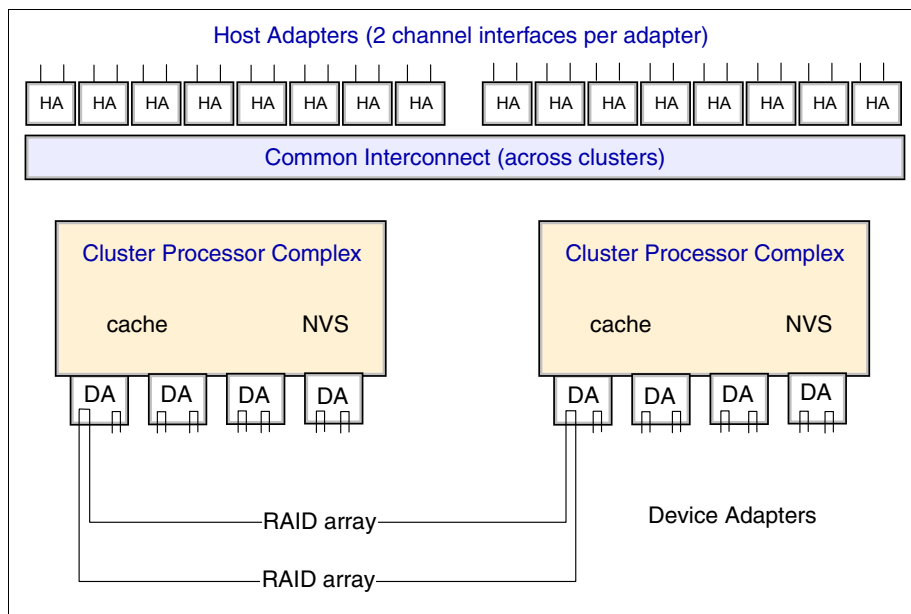 Host Adapters (2 channel interfaces per adapter)
HA HA HA HA HA HA HA HA HA HA HA HA HA HA HA HA
Common Interconnect (across clusters)
Cluster Processor Complex
cache NVS
DA DA DA DA
Cluster Processor Complex
cache NVS
DA DA DA DA
RAID array
Device Adapters
RAID array